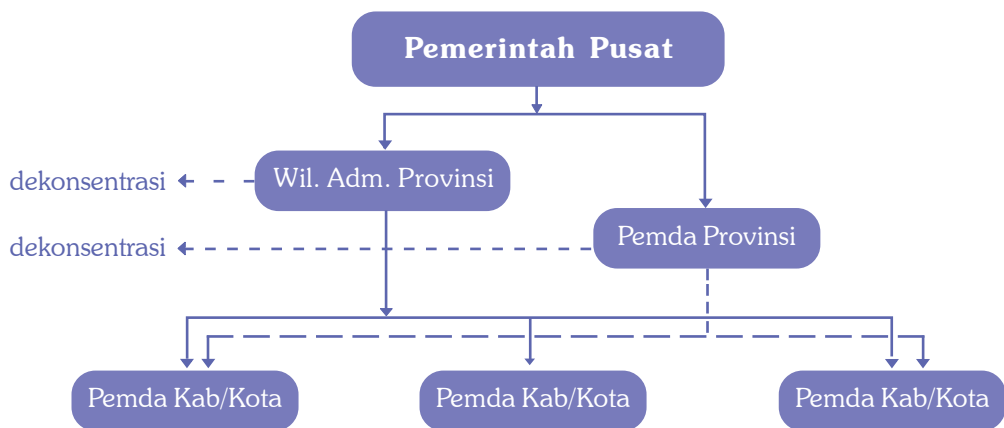 Pemerintah Pusat
Wil. Adm. Provinsi
dekonsentrasi
Pemda Provinsi
dekonsentrasi
Pemda Kab/Kota
Pemda Kab/Kota
Pemda Kab/Kota